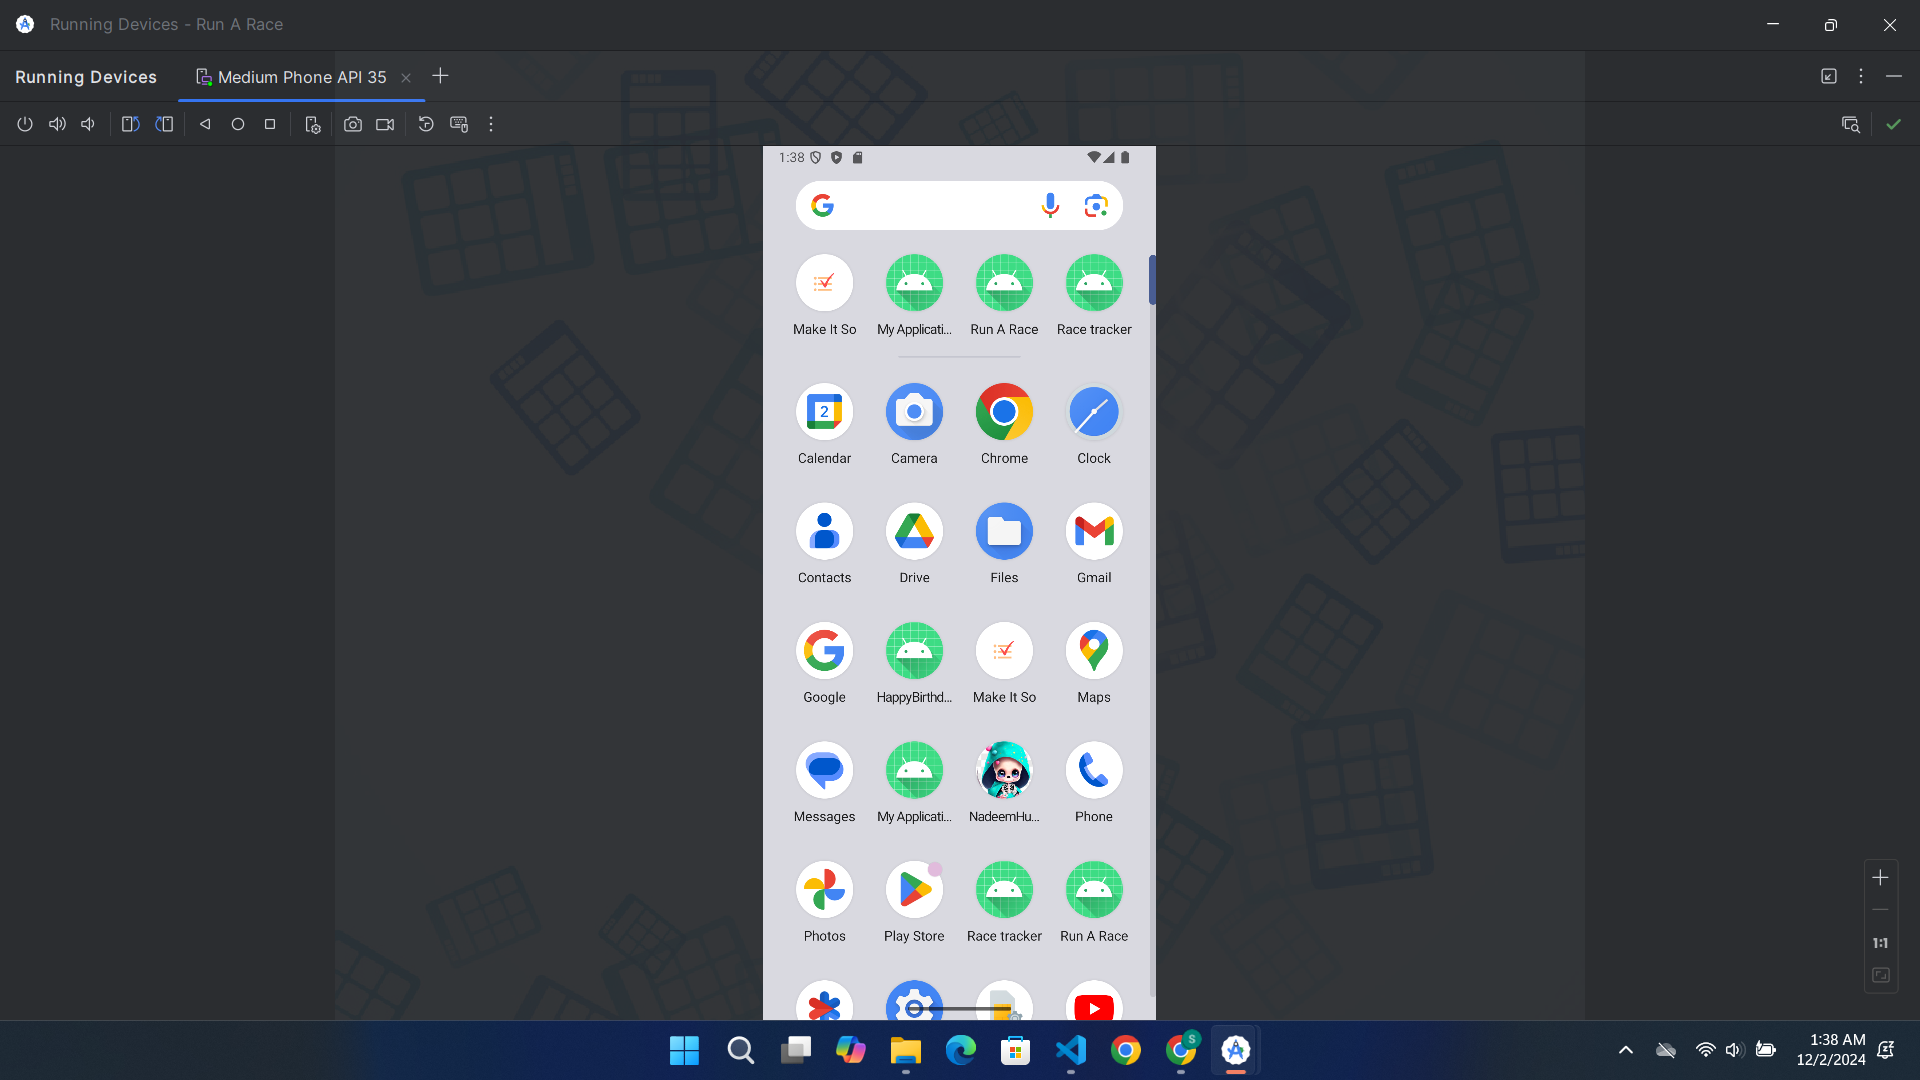 Running Devices - Run A Race
Running Devices
Medium Phone API 35
1:38
Make It So
My Applicati...
Run A Race
Race tracker
2
Calendar
Camera
Chrome
Clock
Contacts
Drive
Files
Gmail
Google
HappyBirthd...
Make It So
Maps
Messages
My Applicati...
NadeemHu...
Phone
Photos
Play Store
Race tracker
Run A Race
1:1
S
1:38 AM
12/2/2024